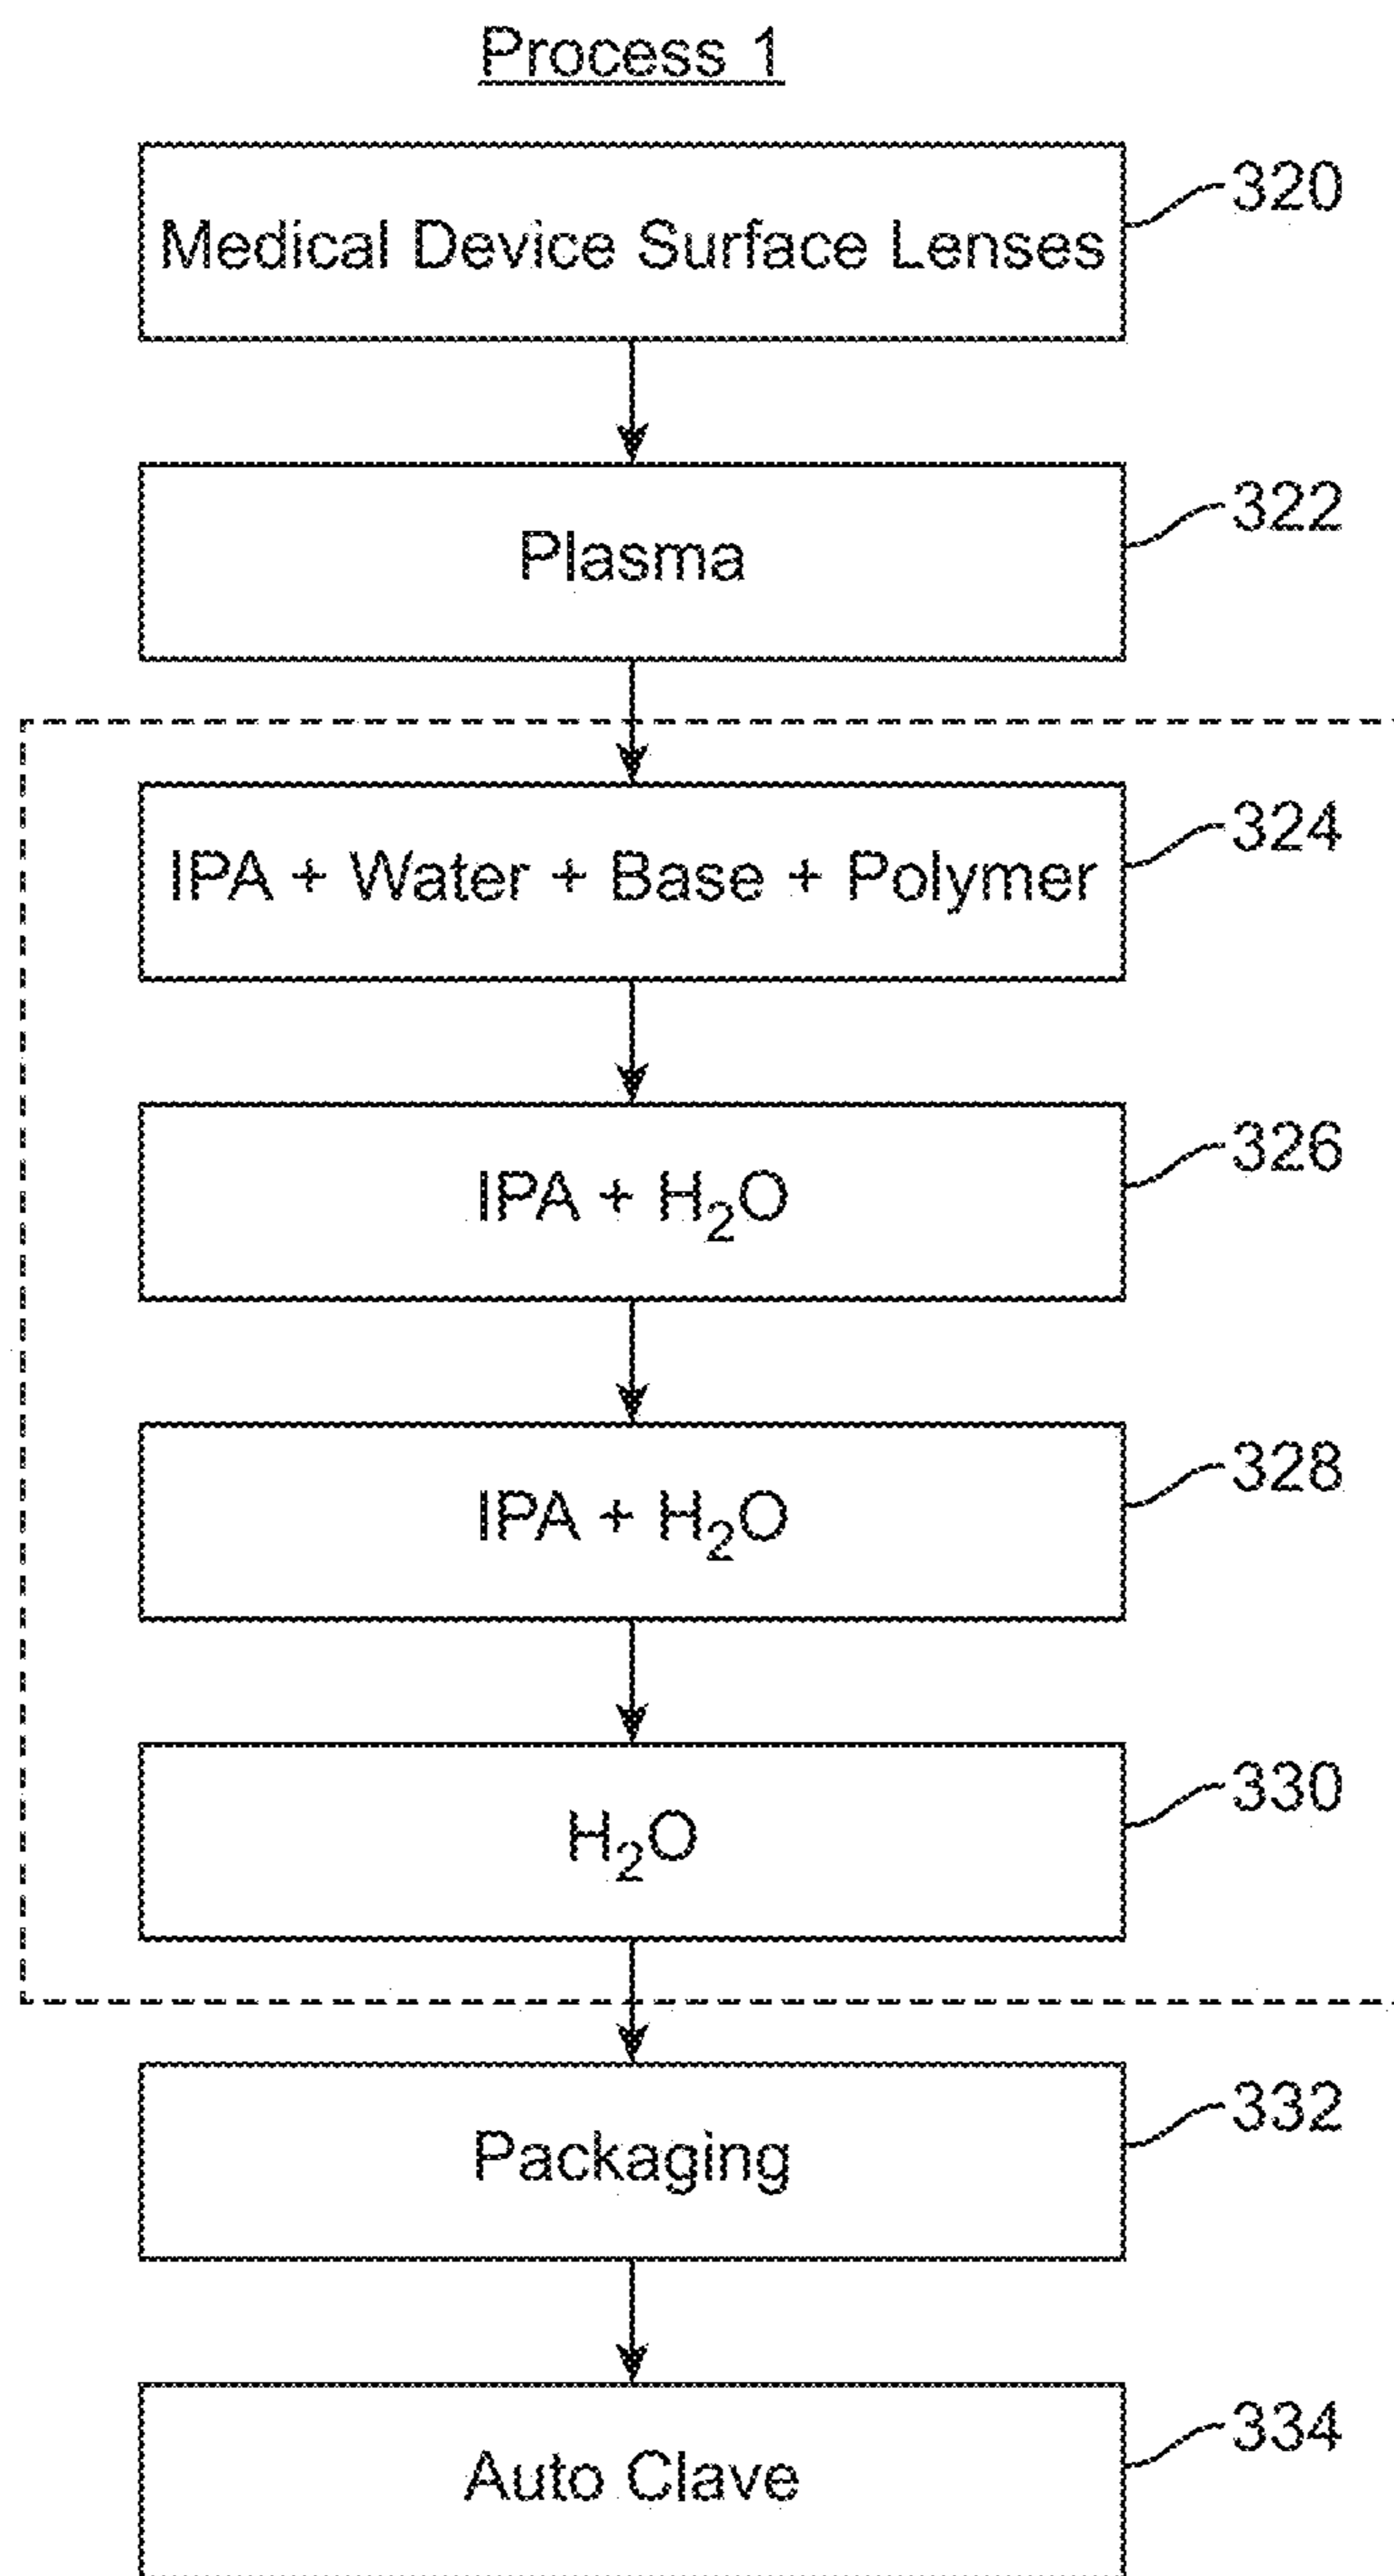 Process 1
Medical Device Surface Lenses
320
Plasma
322
IPA + Water + Base + Polymer
324
IPA + H₂O
326
IPA + H₂O
328
H₂O
330
Packaging
332
Auto Clave
334